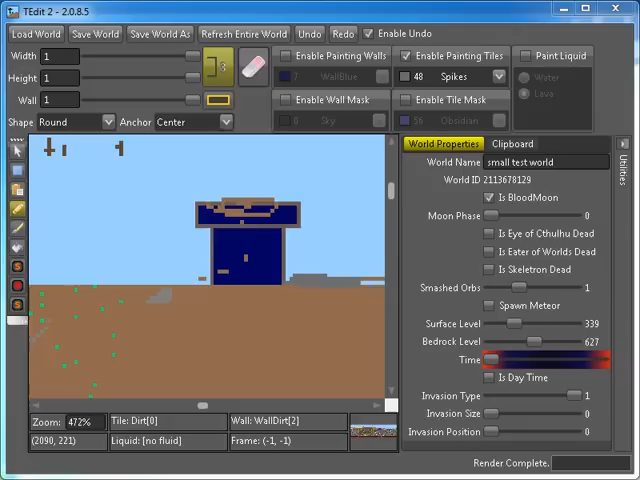 TEdit 2 - 2.0.8.5
Load World Save World Save World As Refresh Entire World Undo Redo Enable Undo
Width 1
Height 1
Wall 1
Enable Painting Walls
7 WallBlue
Enable Wall Mask
0 Sky
Enable Painting Tiles
48 Spikes
Enable Tile Mask
56 Obsidian
Paint Liquid
Water
Lava
Shape Round Anchor Center
World Properties Clipboard
Utilities
World Name small test world
World ID 2113678129
Is BloodMoon
Moon Phase 0
Is Eye of Cthulhu Dead
Is Eater of Worlds Dead
Is Skeletron Dead
Smashed Orbs 1
Spawn Meteor
Surface Level 339
Bedrock Level 627
Time
Is Day Time
Invasion Type 1
Invasion Size 0
Invasion Position 0
Zoom: 472% Tile: Dirt[0] Wall: WallDirt[2]
(2090, 221) Liquid: [no fluid] Frame: (-1, -1)
Render Complete.